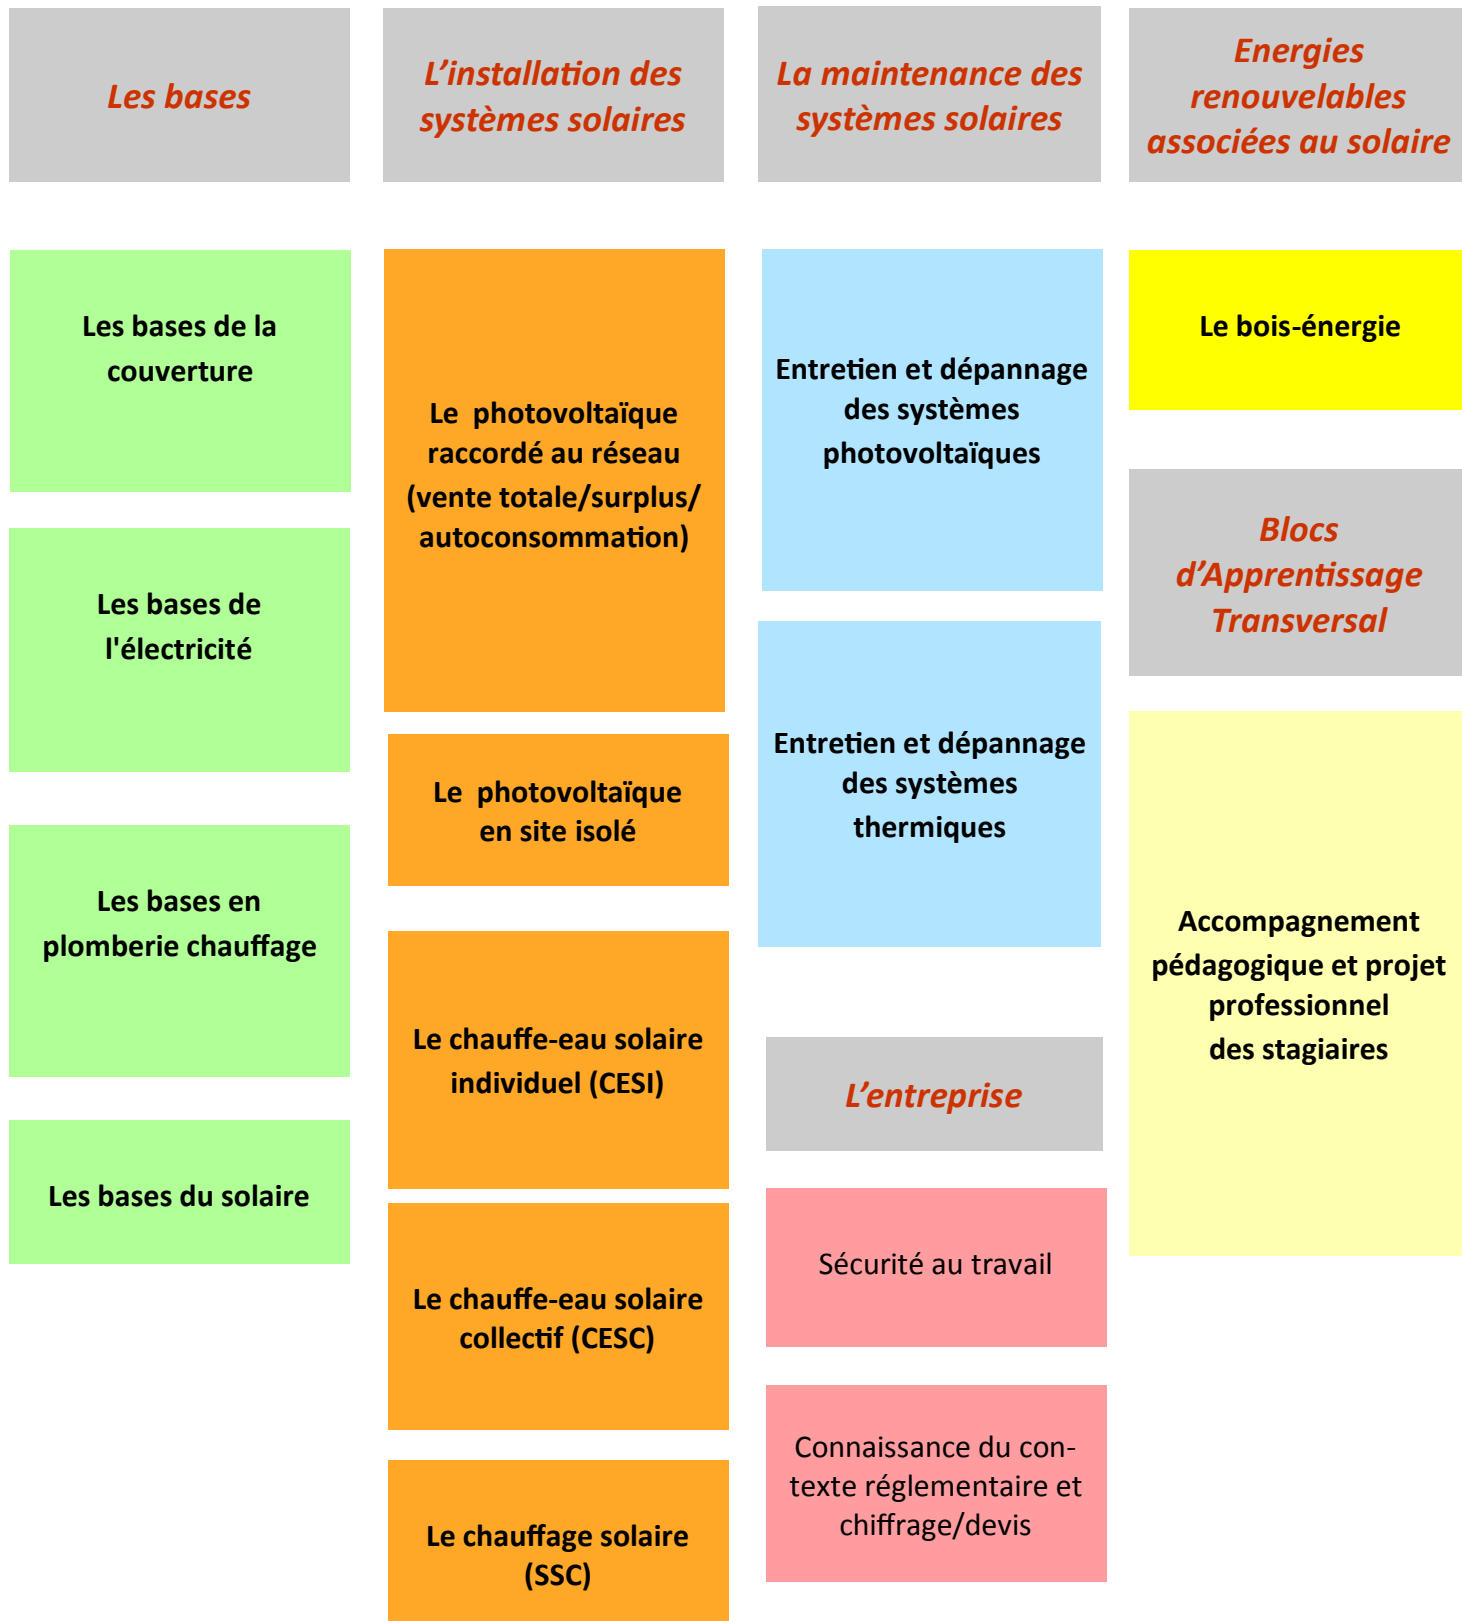 Les bases
Les bases de la
couverture
Les bases de
l'électricité
Les bases en
plomberie chauffage
Les bases du solaire
L’installation des
systèmes solaires
Le  photovoltaïque
raccordé au réseau
(vente totale/surplus/
autoconsommation)
Le  photovoltaïque
en site isolé
Le chauffe-eau solaire
individuel (CESI)
Le chauffe-eau solaire
collectif (CESC)
Le chauffage solaire
(SSC)
La maintenance des
systèmes solaires
Entretien et dépannage
des systèmes
photovoltaïques
Entretien et dépannage
des systèmes
thermiques
L’entreprise
Sécurité au travail
Connaissance du con-
texte réglementaire et
chiffrage/devis
Energies
renouvelables
associées au solaire
Le bois-énergie
Blocs
d’Apprentissage
Transversal
Accompagnement
pédagogique et projet
professionnel
des stagiaires